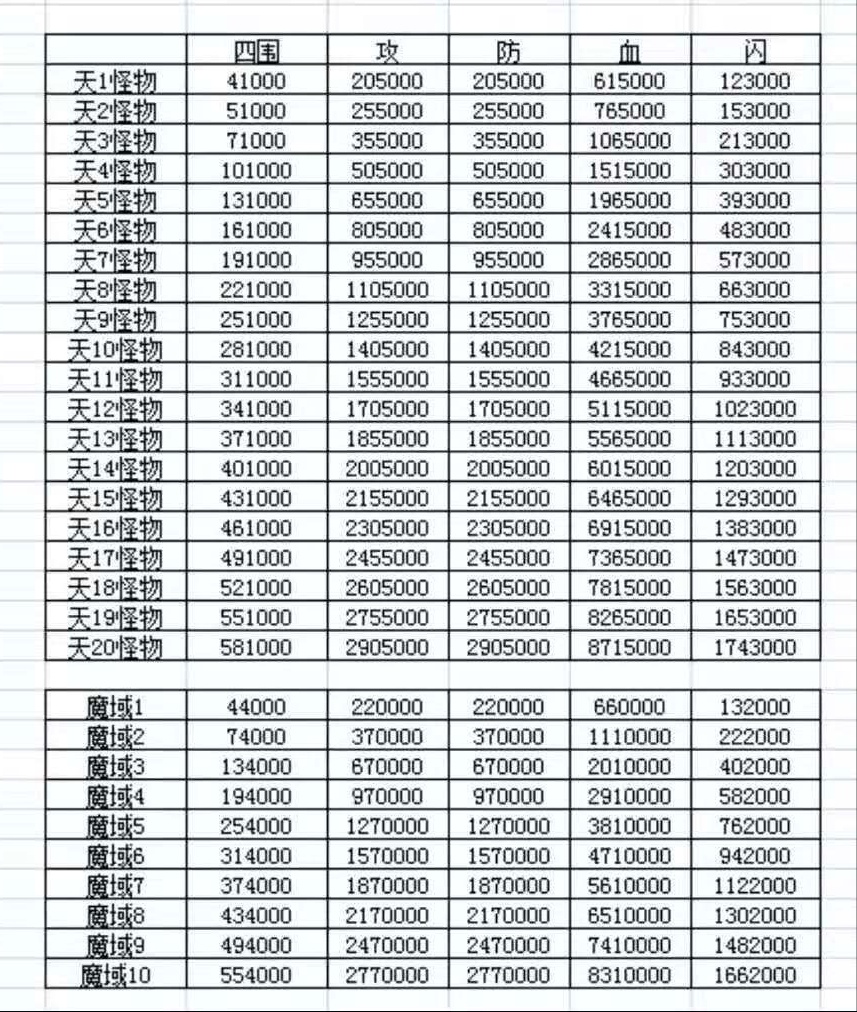 四围 攻 防 血 闪
天1怪物 41000 205000 205000 615000 123000
天2怪物 51000 255000 255000 765000 153000
天3怪物 71000 355000 355000 1065000 213000
天4怪物 101000 505000 505000 1515000 303000
天5怪物 131000 655000 655000 1965000 393000
天6怪物 161000 805000 805000 2415000 483000
天7怪物 191000 955000 955000 2865000 573000
天8怪物 221000 1105000 1105000 3315000 663000
天9怪物 251000 1255000 1255000 3765000 753000
天10怪物 281000 1405000 1405000 4215000 843000
天11怪物 311000 1555000 1555000 4665000 933000
天12怪物 341000 1705000 1705000 5115000 1023000
天13怪物 371000 1855000 1855000 5565000 1113000
天14怪物 401000 2005000 2005000 6015000 1203000
天15怪物 431000 2155000 2155000 6465000 1293000
天16怪物 461000 2305000 2305000 6915000 1383000
天17怪物 491000 2455000 2455000 7365000 1473000
天18怪物 521000 2605000 2605000 7815000 1563000
天19怪物 551000 2755000 2755000 8265000 1653000
天20怪物 581000 2905000 2905000 8715000 1743000
魔域1 44000 220000 220000 660000 132000
魔域2 74000 370000 370000 1110000 222000
魔域3 134000 670000 670000 2010000 402000
魔域4 194000 970000 970000 2910000 582000
魔域5 254000 1270000 1270000 3810000 762000
魔域6 314000 1570000 1570000 4710000 942000
魔域7 374000 1870000 1870000 5610000 1122000
魔域8 434000 2170000 2170000 6510000 1302000
魔域9 494000 2470000 2470000 7410000 1482000
魔域10 554000 2770000 2770000 8310000 1662000